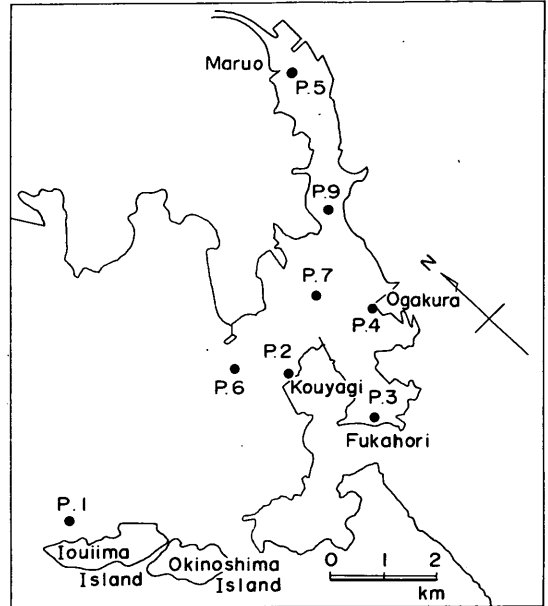 Maruo
P.5
P.9
N
P.7
Ogakura
P.4
P.2
P.6
Kouyagi
P.3
Fukahori
P.1
Ioujima
Island
Okinoshima
Island
0 1 2
km